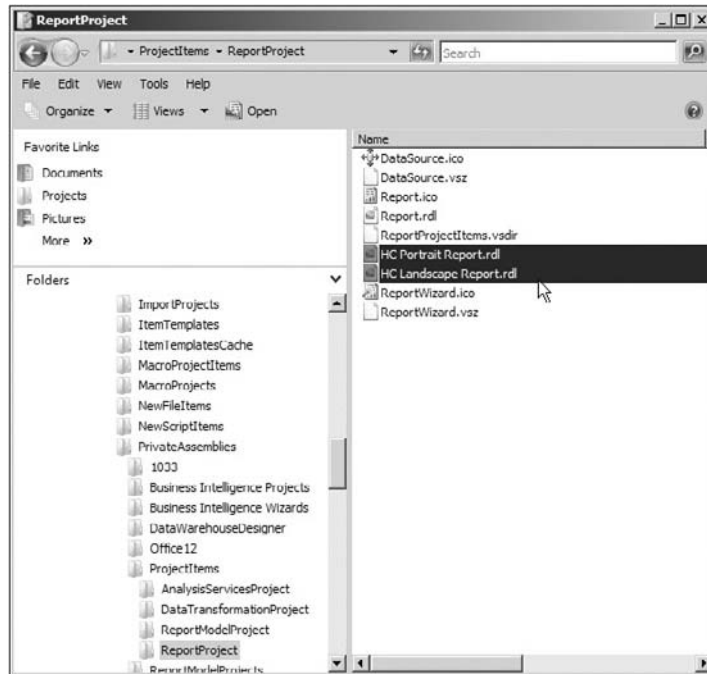 ReportProject
ProjectItems
ReportProject
Search
File Edit View Tools Help
Organize Views Open
Favorite Links
Documents
Projects
Pictures
More »
Folders
ImportProjects
ItemTemplates
ItemTemplatesCache
MacroProjectItems
MacroProjects
NewFileItems
NewScriptItems
PrivateAssemblies
1033
Business Intelligence Projects
Business Intelligence Wizards
DataWarehouseDesigner
Office12
ProjectItems
AnalysisServicesProject
DataTransformationProject
ReportModelProject
ReportProject
ReportModelProjects
Name
DataSource.ico
DataSource.vsz
Report.ico
Report.rdl
ReportProjectItems.vsdir
HC Portrait Report.rdl
HC Landscape Report.rdl
ReportWizard.ico
ReportWizard.vsz